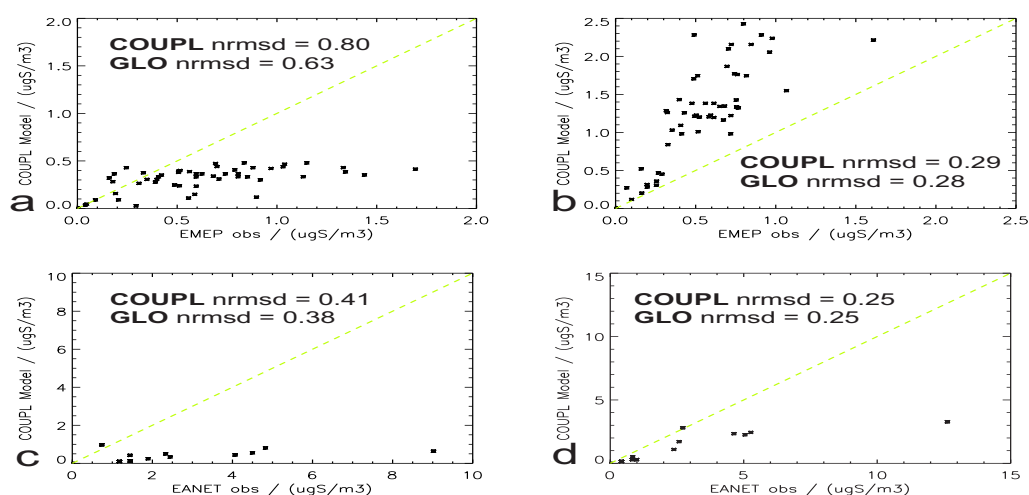 2.0
COUPL nrmsd = 0.80
GLO nrmsd = 0.63
1.5
1.0
0.5
0.0
0.0 0.5 1.0 1.5 2.0
COUPL Model / (ugS/m3)
EMEP obs / (ugS/m3)
a
2.5
2.0
1.5
1.0
0.5
0.0
COUPL nrmsd = 0.29
GLO nrmsd = 0.28
0.0 0.5 1.0 1.5 2.0 2.5
COUPL Model / (ugS/m3)
EMEP obs / (ugS/m3)
b
10
COUPL nrmsd = 0.41
GLO nrmsd = 0.38
8
6
4
2
0
0 2 4 6 8 10
COUPL Model / (ugS/m3)
EANET obs / (ugS/m3)
c
15
COUPL nrmsd = 0.25
GLO nrmsd = 0.25
10
5
0
0 5 10 15
COUPL Model / (ugS/m3)
EANET obs / (ugS/m3)
d